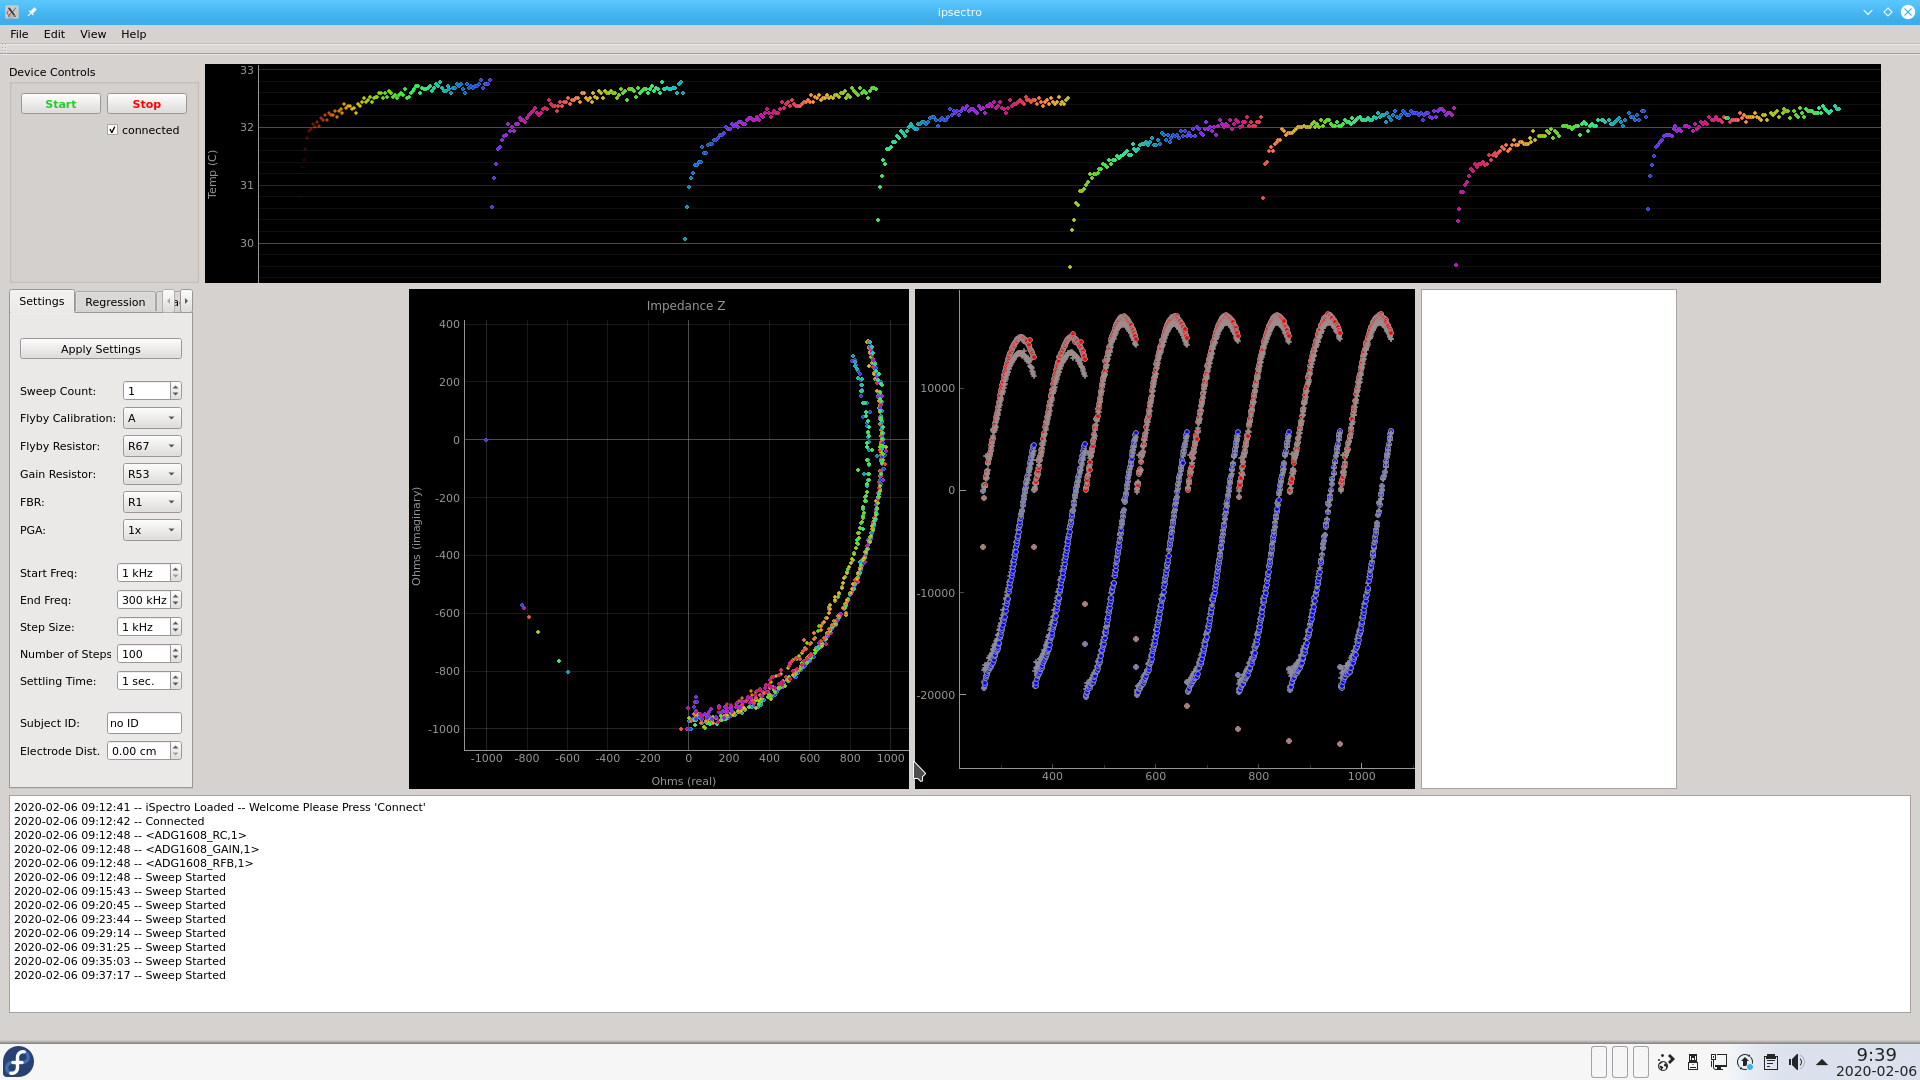 ipsectro
File Edit View Help
Device Controls
Start Stop
connected
Temp (C)
33
32
31
30
Settings Regression
Apply Settings
Sweep Count: 1
Flyby Calibration: A
Flyby Resistor: R67
Gain Resistor: R53
FBR: R1
PGA: 1x
Start Freq: 1 kHz
End Freq: 300 kHz
Step Size: 1 kHz
Number of Steps 100
Settling Time: 1 sec.
Subject ID: no ID
Electrode Dist. 0.00 cm
Impedance Z
Ohms (imaginary)
400
200
0
-200
-400
-600
-800
-1000
-1000 -800 -600 -400 -200 0 200 400 600 800 1000
Ohms (real)
10000
0
-10000
-20000
400 600 800 1000
2020-02-06 09:12:41 -- iSpectro Loaded -- Welcome Please Press 'Connect'
2020-02-06 09:12:42 -- Connected
2020-02-06 09:12:48 -- <ADG1608_RC,1>
2020-02-06 09:12:48 -- <ADG1608_GAIN,1>
2020-02-06 09:12:48 -- <ADG1608_RFB,1>
2020-02-06 09:12:48 -- Sweep Started
2020-02-06 09:15:43 -- Sweep Started
2020-02-06 09:20:45 -- Sweep Started
2020-02-06 09:23:44 -- Sweep Started
2020-02-06 09:29:14 -- Sweep Started
2020-02-06 09:31:25 -- Sweep Started
2020-02-06 09:35:03 -- Sweep Started
2020-02-06 09:37:17 -- Sweep Started
9:39
2020-02-06